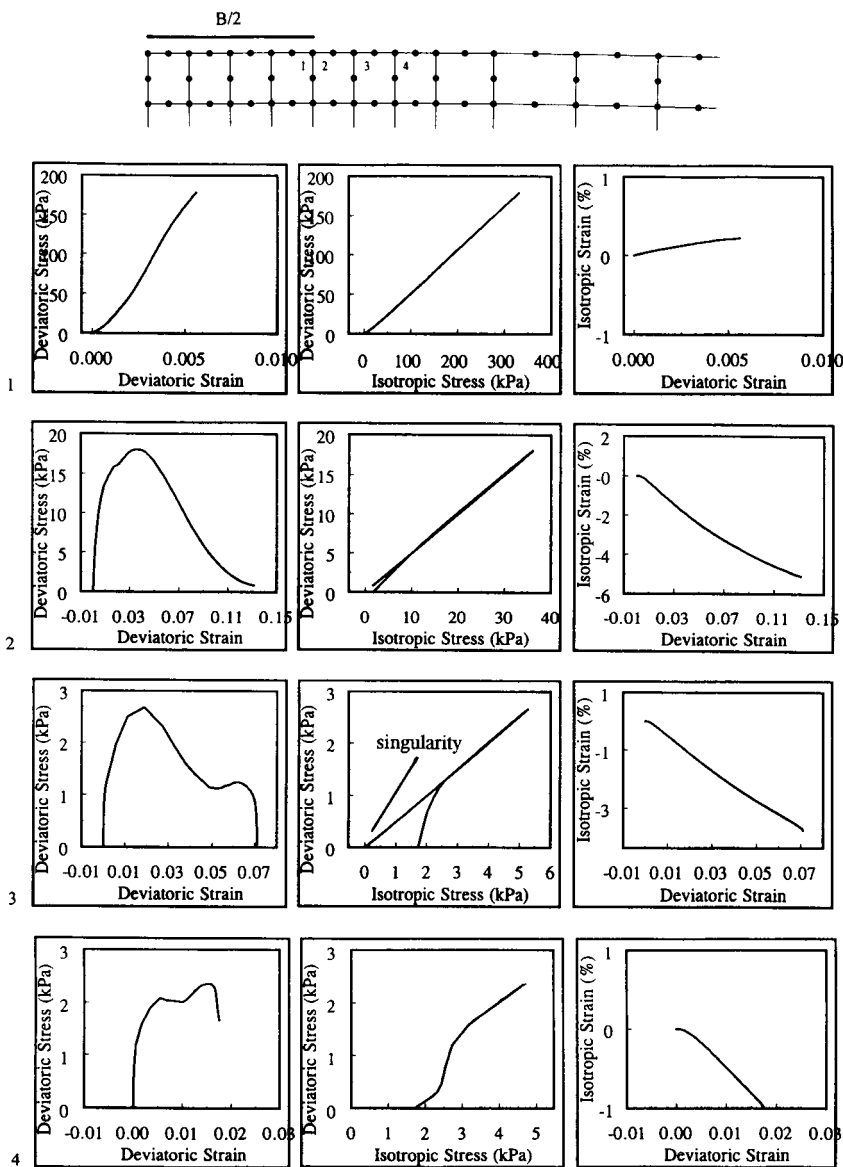 B/2
1 2 3 4
200
150
100
50
0
Deviatoric Stress (kPa)
0.000 0.005 0.010
Deviatoric Strain
200
150
100
50
0
Deviatoric Stress (kPa)
0 100 200 300 400
Isotropic Stress (kPa)
1
0
-1
Isotropic Strain (%)
0.000 0.005 0.010
Deviatoric Strain
1
20
15
10
5
0
Deviatoric Stress (kPa)
-0.01 0.03 0.07 0.11 0.15
Deviatoric Strain
20
15
10
5
0
Deviatoric Stress (kPa)
0 10 20 30 40
Isotropic Stress (kPa)
2
-0
-2
-4
-6
Isotropic Strain (%)
-0.01 0.03 0.07 0.11 0.15
Deviatoric Strain
2
3
2
1
0
Deviatoric Stress (kPa)
-0.01 0.01 0.03 0.05 0.07
Deviatoric Strain
3
2
1
0
Deviatoric Stress (kPa)
singularity
0 1 2 3 4 5 6
Isotropic Stress (kPa)
1
-1
-3
Isotropic Strain (%)
-0.01 0.01 0.03 0.05 0.07
Deviatoric Strain
3
3
2
1
0
Deviatoric Stress (kPa)
-0.01 0.00 0.01 0.02 0.03
Deviatoric Strain
3
2
1
0
Deviatoric Stress (kPa)
0 1 2 3 4 5
Isotropic Stress (kPa)
1
0
-1
Isotropic Strain (%)
-0.01 0.00 0.01 0.02 0.03
Deviatoric Strain
4